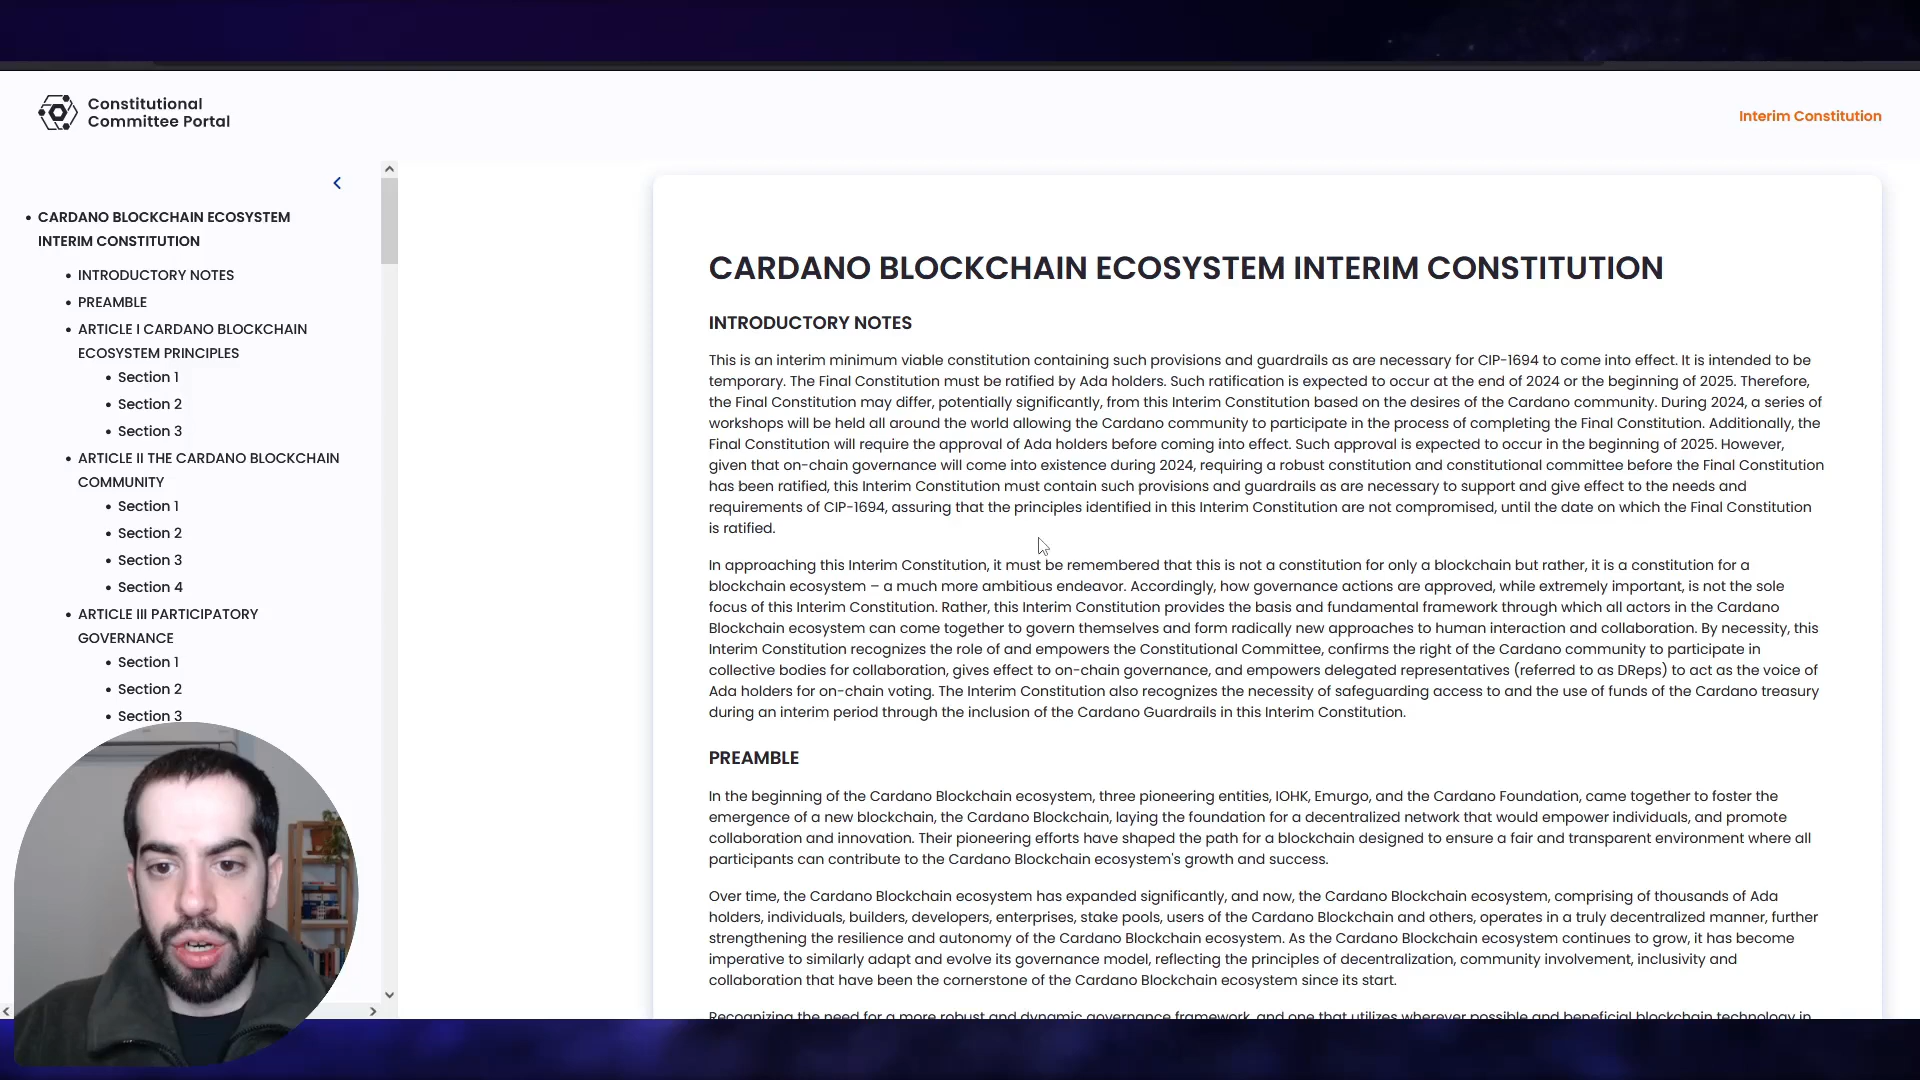 Constitutional
Committee Portal
Interim Constitution
CARDANO BLOCKCHAIN ECOSYSTEM
INTERIM CONSTITUTION
INTRODUCTORY NOTES
PREAMBLE
ARTICLE I CARDANO BLOCKCHAIN
ECOSYSTEM PRINCIPLES
Section 1
Section 2
Section 3
ARTICLE II THE CARDANO BLOCKCHAIN
COMMUNITY
Section 1
Section 2
Section 3
Section 4
ARTICLE III PARTICIPATORY
GOVERNANCE
Section 1
Section 2
Section 3
CARDANO BLOCKCHAIN ECOSYSTEM INTERIM CONSTITUTION
INTRODUCTORY NOTES
This is an interim minimum viable constitution containing such provisions and guardrails as are necessary for CIP-1694 to come into effect. It is intended to be
temporary. The Final Constitution must be ratified by Ada holders. Such ratification is expected to occur at the end of 2024 or the beginning of 2025. Therefore,
the Final Constitution may differ, potentially significantly, from this Interim Constitution based on the desires of the Cardano community. During 2024, a series of
workshops will be held all around the world allowing the Cardano community to participate in the process of completing the Final Constitution. Additionally, the
Final Constitution will require the approval of Ada holders before coming into effect. Such approval is expected to occur in the beginning of 2025. However,
given that on-chain governance will come into existence during 2024, requiring a robust constitution and constitutional committee before the Final Constitution
has been ratified, this Interim Constitution must contain such provisions and guardrails as are necessary to support and give effect to the needs and
requirements of CIP-1694, assuring that the principles identified in this Interim Constitution are not compromised, until the date on which the Final Constitution
is ratified.
In approaching this Interim Constitution, it must be remembered that this is not a constitution for only a blockchain but rather, it is a constitution for a
blockchain ecosystem – a much more ambitious endeavor. Accordingly, how governance actions are approved, while extremely important, is not the sole
focus of this Interim Constitution. Rather, this Interim Constitution provides the basis and fundamental framework through which all actors in the Cardano
Blockchain ecosystem can come together to govern themselves and form radically new approaches to human interaction and collaboration. By necessity, this
Interim Constitution recognizes the role of and empowers the Constitutional Committee, confirms the right of the Cardano community to participate in
collective bodies for collaboration, gives effect to on-chain governance, and empowers delegated representatives (referred to as DReps) to act as the voice of
Ada holders for on-chain voting. The Interim Constitution also recognizes the necessity of safeguarding access to and the use of funds of the Cardano treasury
during an interim period through the inclusion of the Cardano Guardrails in this Interim Constitution.
PREAMBLE
In the beginning of the Cardano Blockchain ecosystem, three pioneering entities, IOHK, Emurgo, and the Cardano Foundation, came together to foster the
emergence of a new blockchain, the Cardano Blockchain, laying the foundation for a decentralized network that would empower individuals, and promote
collaboration and innovation. Their pioneering efforts have shaped the path for a blockchain designed to ensure a fair and transparent environment where all
participants can contribute to the Cardano Blockchain ecosystem's growth and success.
Over time, the Cardano Blockchain ecosystem has expanded significantly, and now, the Cardano Blockchain ecosystem, comprising of thousands of Ada
holders, individuals, builders, developers, enterprises, stake pools, users of the Cardano Blockchain and others, operates in a truly decentralized manner, further
strengthening the resilience and autonomy of the Cardano Blockchain ecosystem. As the Cardano Blockchain ecosystem continues to grow, it has become
imperative to similarly adapt and evolve its governance model, reflecting the principles of decentralization, community involvement, inclusivity and
collaboration that have been the cornerstone of the Cardano Blockchain ecosystem since its start.
Recognizing the need for a more robust and dynamic governance framework, and one that utilizes wherever possible and beneficial blockchain technology in